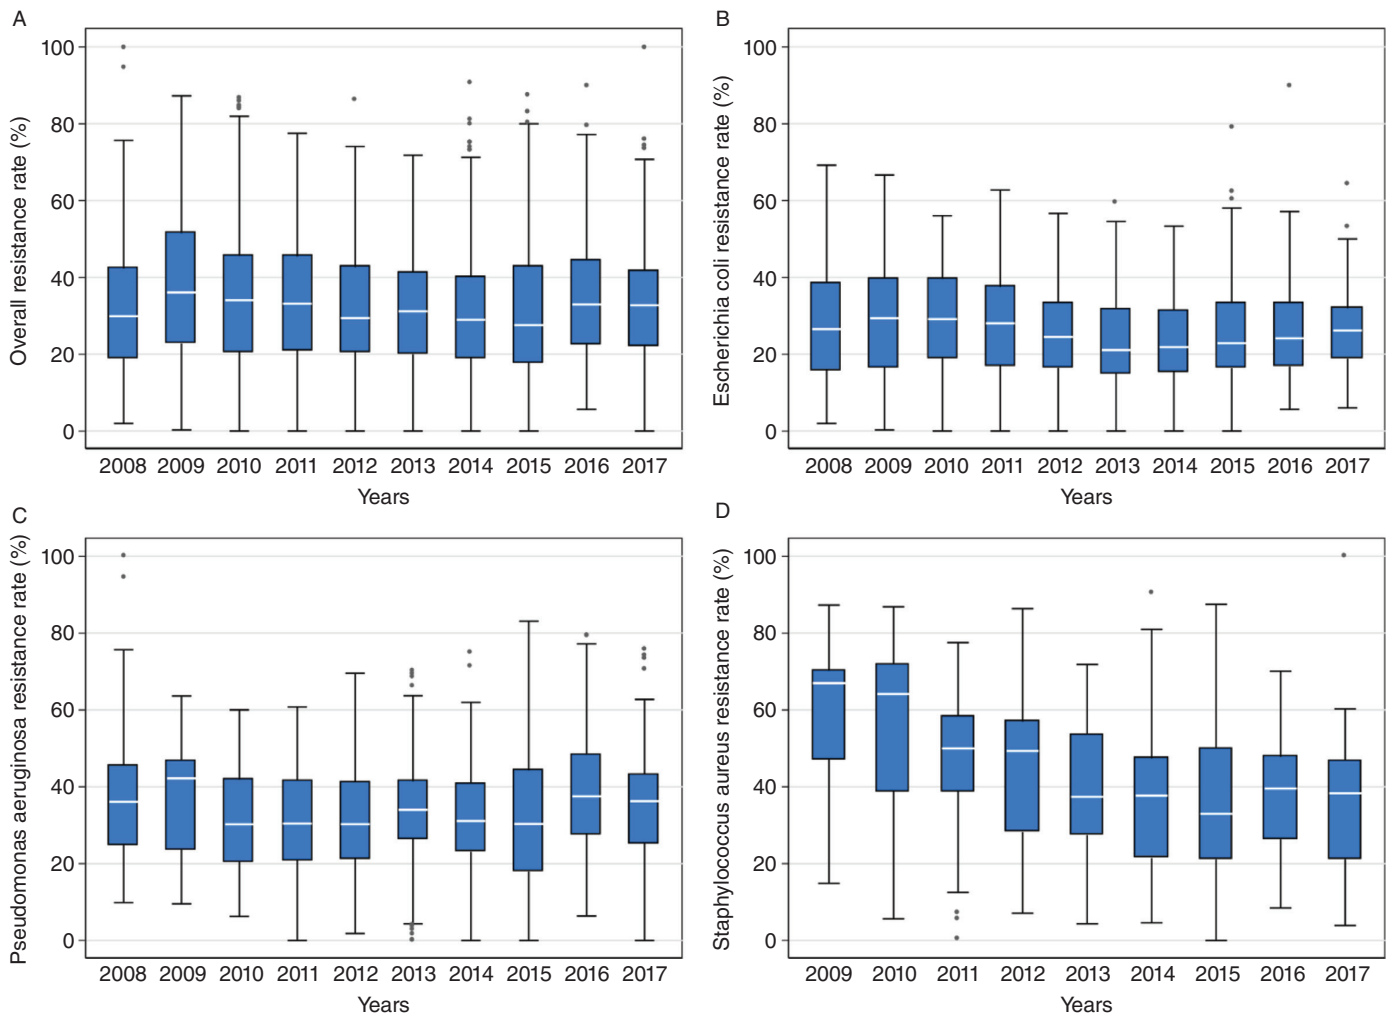 A
Overall resistance rate (%)
100
80
60
40
20
0
2008 2009 2010 2011 2012 2013 2014 2015 2016 2017
Years
B
Escherichia coli resistance rate (%)
100
80
60
40
20
0
2008 2009 2010 2011 2012 2013 2014 2015 2016 2017
Years
C
Pseudomonas aeruginosa resistance rate (%)
100
80
60
40
20
0
2008 2009 2010 2011 2012 2013 2014 2015 2016 2017
Years
D
Staphylococcus aureus resistance rate (%)
100
80
60
40
20
0
2009 2010 2011 2012 2013 2014 2015 2016 2017
Years